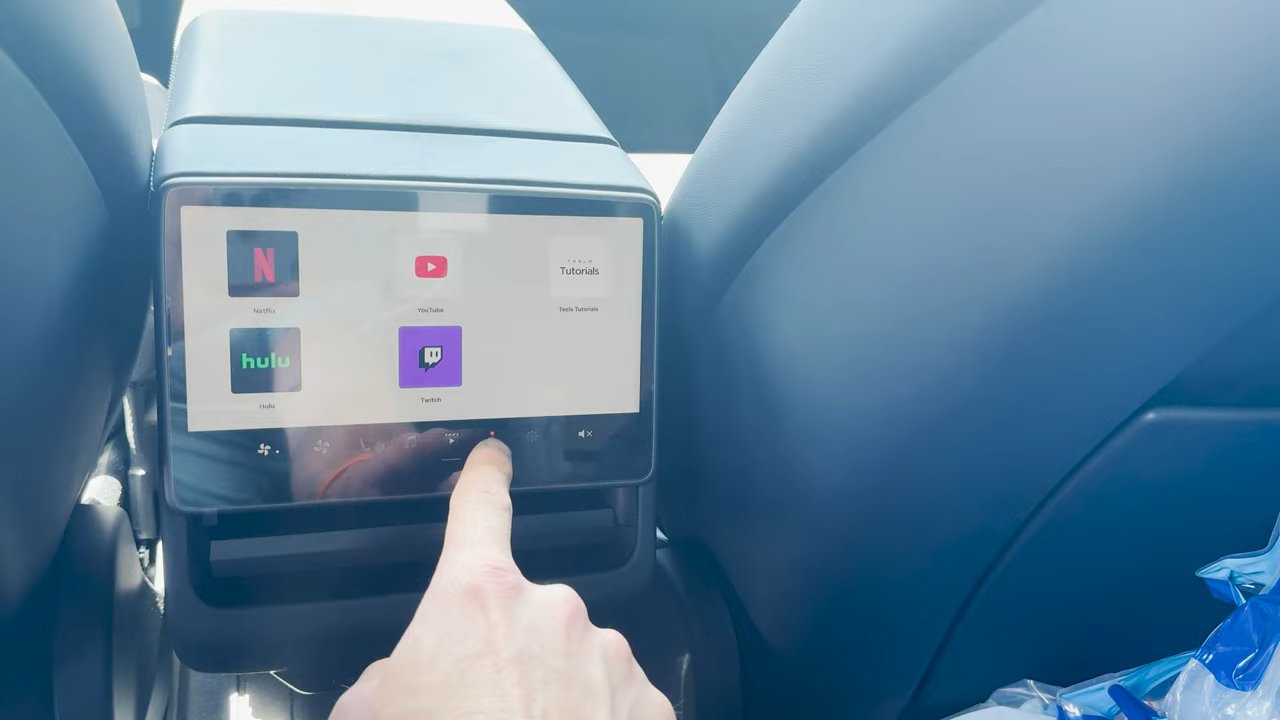 N
TESLA
Tutorials
Netflix
YouTube
Tesla Tutorials
hulu
Hulu
Twitch